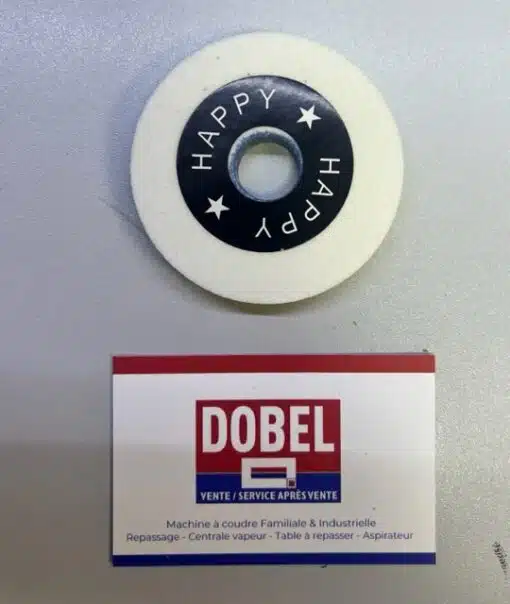 HAPPY ★ HAPPY ★
DOBEL
VENTE / SERVICE APRÈS VENTE
Machine à coudre Familiale & Industrielle
Repassage - Centrale vapeur - Table à repasser - Aspirateur